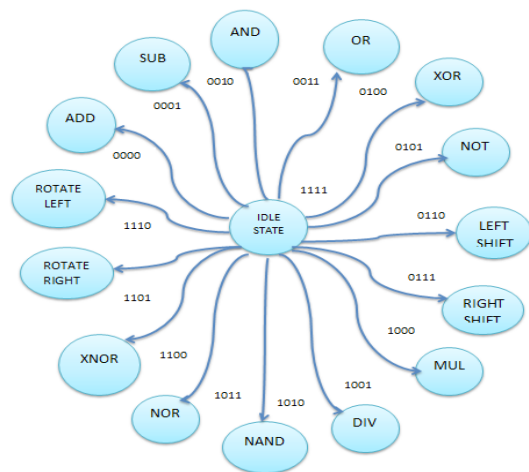 AND
OR
SUB
XOR
0010
0011
0100
0001
ADD
0101
NOT
0000
ROTATE
LEFT
1111
1110
IDLE
STATE
0110
LEFT
SHIFT
ROTATE
RIGHT
0111
RIGHT
SHIFT
1101
1000
XNOR
1100
MUL
1001
1011
1010
NOR
NAND
DIV